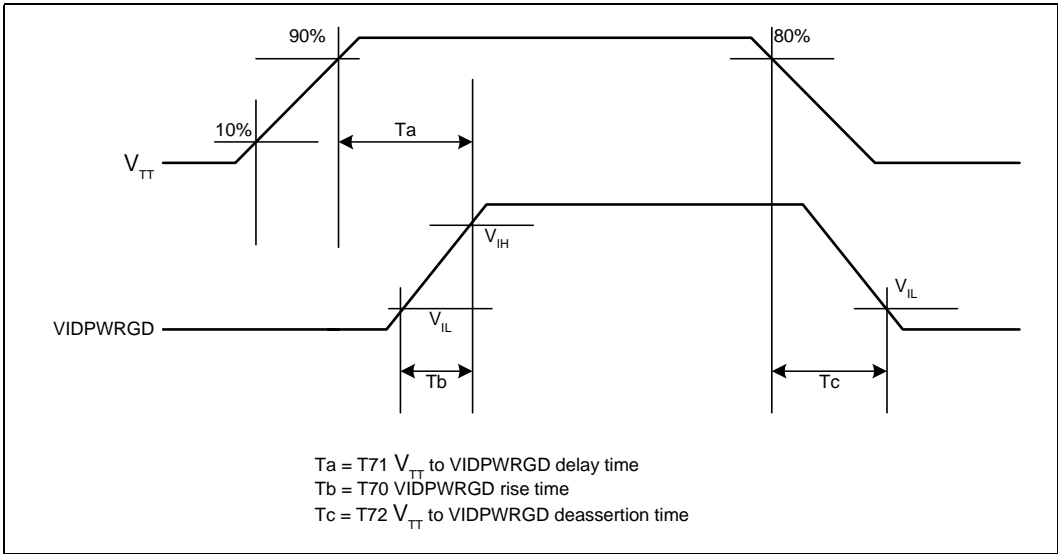 90%
80%
10%
Ta
V_TT
V_IH
V_IL
V_IL
VIDPWRGD
Tb
Tc
Ta = T71 V_TT to VIDPWRGD delay time
Tb = T70 VIDPWRGD rise time
Tc = T72 V_TT to VIDPWRGD deassertion time